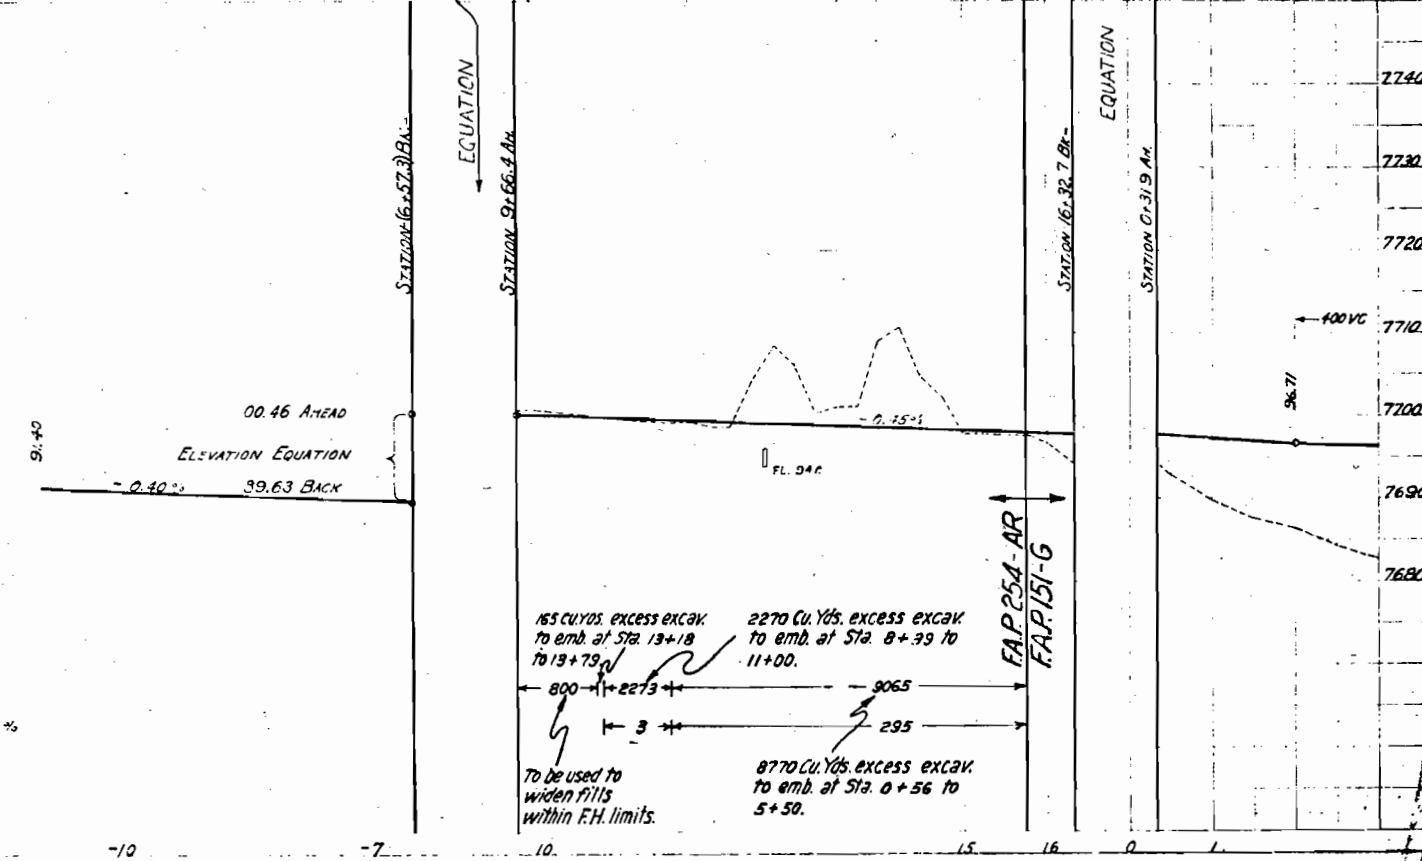 EQUATION
EQUATION
STATION (6+57.3) BK.=
STATION 9+66.4 AH.
STATION 16+32.7 BK=
STATION 0+31.9 AH.
7740
7730
7720
7710
7700
7690
7680
400 VC
96.71
00.46 AHEAD
ELEVATION EQUATION
- 0.40% 39.63 BACK
91.40
- 0.45%
FL.
F.A.P. 254-AR
F.A.P. 151-G
165 CU.YDS. excess excav.
to emb. at Sta. 13+18
to 13+79.
2270 Cu. Yds. excess excav.
to emb. at Sta. 8+39 to
11+00.
800 2273 9065
3 295
To be used to
widen fills
within F.H. limits.
8770 Cu. Yds. excess excav.
to emb. at Sta. 0+56 to
5+50.
%
-10 -7 10 15 16 0 1